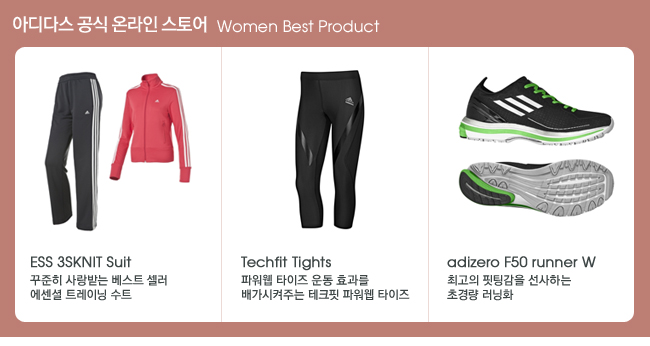 아디다스 공식 온라인 스토어 Women Best Product
ESS 3SKNIT Suit
꾸준히 사랑받는 베스트 셀러
에센셜 트레이닝 수트
Techfit Tights
파워웹 타이즈 운동 효과를
배가시켜주는 테크핏 파워웹 타이즈
adizero F50 runner W
최고의 핏팅감을 선사하는
초경량 러닝화